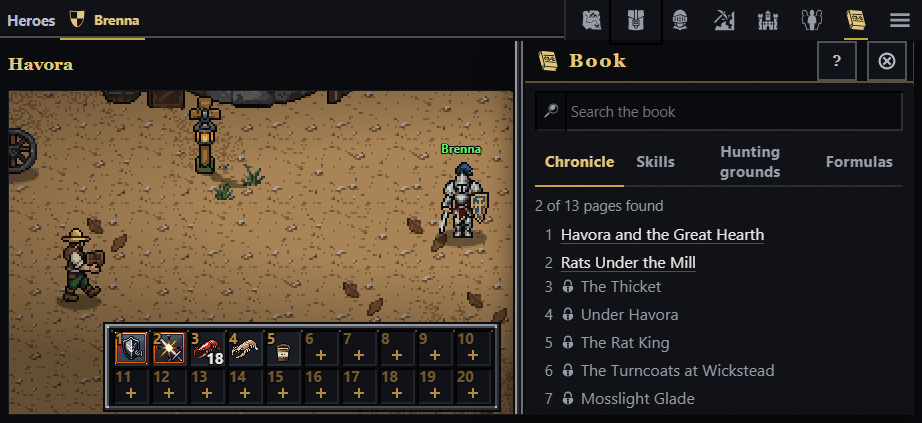 Heroes
Brenna
Havora
Brenna
1 2 3 4 5 6 7 8 9 10
18
+ + + + +
11 12 13 14 15 16 17 18 19 20
+ + + + + + + + + +
Book
?
Search the book
Chronicle Skills Hunting grounds Formulas
2 of 13 pages found
1 Havora and the Great Hearth
2 Rats Under the Mill
3 The Thicket
4 Under Havora
5 The Rat King
6 The Turncoats at Wickstead
7 Mosslight Glade